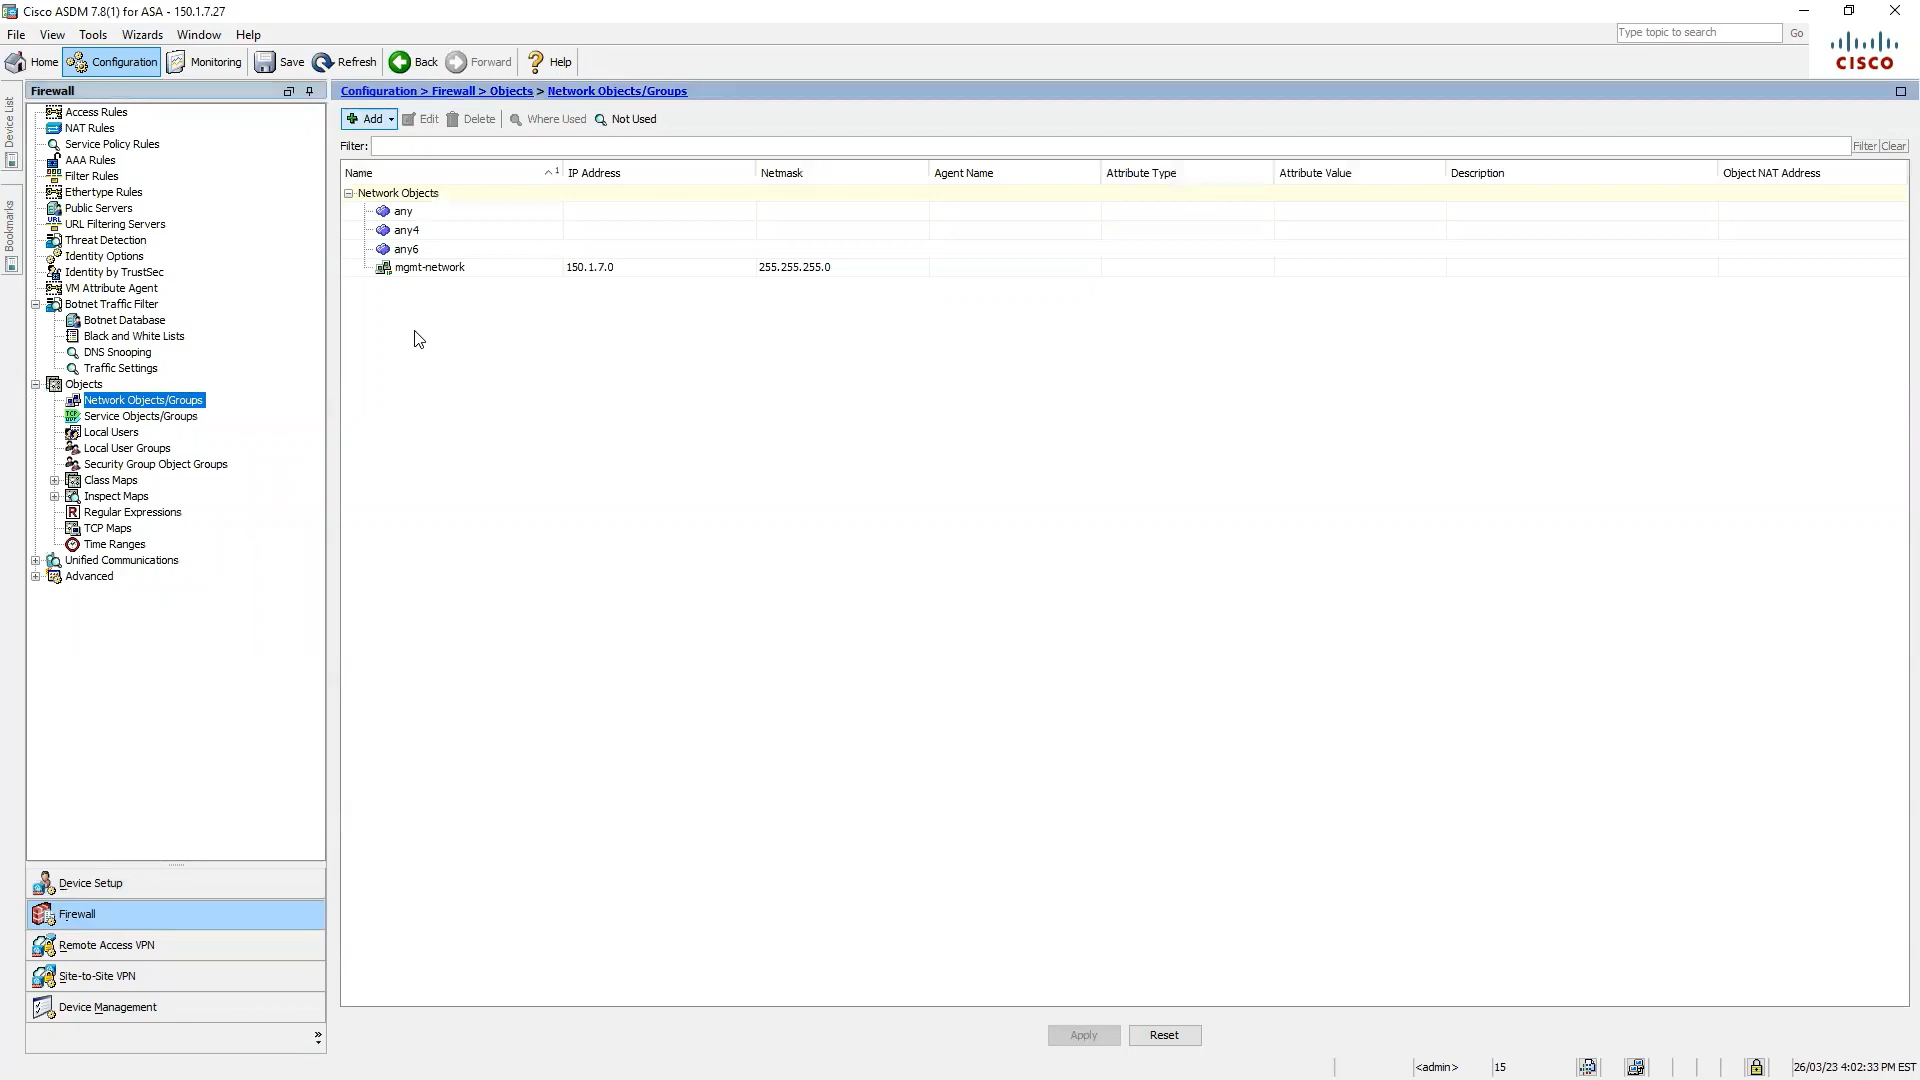 Cisco ASDM 7.8(1) for ASA - 150.1.7.27
File View Tools Wizards Window Help
Type topic to search Go
Home Configuration Monitoring Save Refresh Back Forward Help
CISCO
Device List
Bookmarks
Firewall
Access Rules
NAT Rules
Service Policy Rules
AAA Rules
Filter Rules
Ethertype Rules
Public Servers
URL Filtering Servers
Threat Detection
Identity Options
Identity by TrustSec
VM Attribute Agent
Botnet Traffic Filter
Botnet Database
Black and White Lists
DNS Snooping
Traffic Settings
Objects
Network Objects/Groups
Service Objects/Groups
Local Users
Local User Groups
Security Group Object Groups
Class Maps
Inspect Maps
Regular Expressions
TCP Maps
Time Ranges
Unified Communications
Advanced
Device Setup
Firewall
Remote Access VPN
Site-to-Site VPN
Device Management
Configuration > Firewall > Objects > Network Objects/Groups
Add Edit Delete Where Used Not Used
Filter: Filter Clear
Name 1 IP Address Netmask Agent Name Attribute Type Attribute Value Description Object NAT Address
Network Objects
any
any4
any6
mgmt-network 150.1.7.0 255.255.255.0
Apply Reset
<admin> 15 26/03/23 4:02:33 PM EST